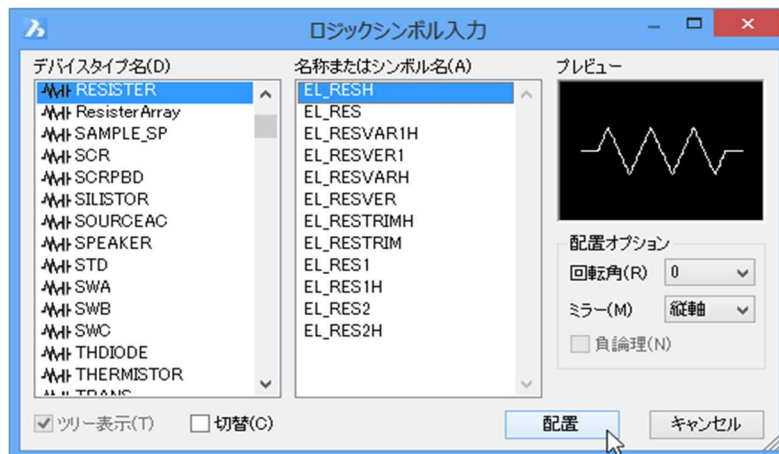 ロジックシンボル入力
デバイスタイプ名(D)
RESISTER
ResisterArray
SAMPLE_SP
SCR
SCRPBD
SILISTOR
SOURCEAC
SPEAKER
STD
SWA
SWB
SWC
THDIODE
THERMISTOR
TRANS
名称またはシンボル名(A)
EL_RESH
EL_RES
EL_RESVAR1H
EL_RESVER1
EL_RESVARH
EL_RESVER
EL_RESTRIMH
EL_RESTRIM
EL_RES1
EL_RES1H
EL_RES2
EL_RES2H
プレビュー
配置オプション
回転角(R) 0
ミラー(M) 縦軸
負論理(N)
ツリー表示(T) 切替(C) 配置 キャンセル